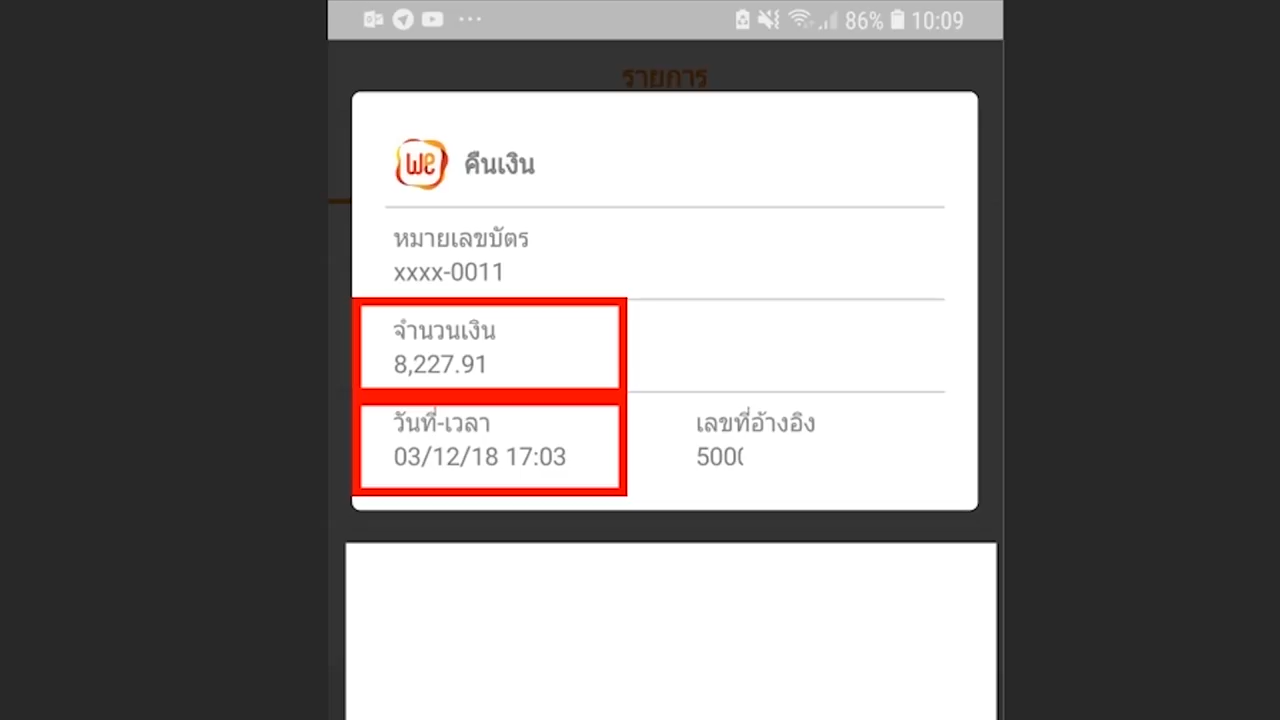 86% 10:09
รายการ
we คืนเงิน
หมายเลขบัตร
xxxx-0011
จำนวนเงิน
8,227.91
วันที่-เวลา
03/12/18 17:03
เลขที่อ้างอิง
500